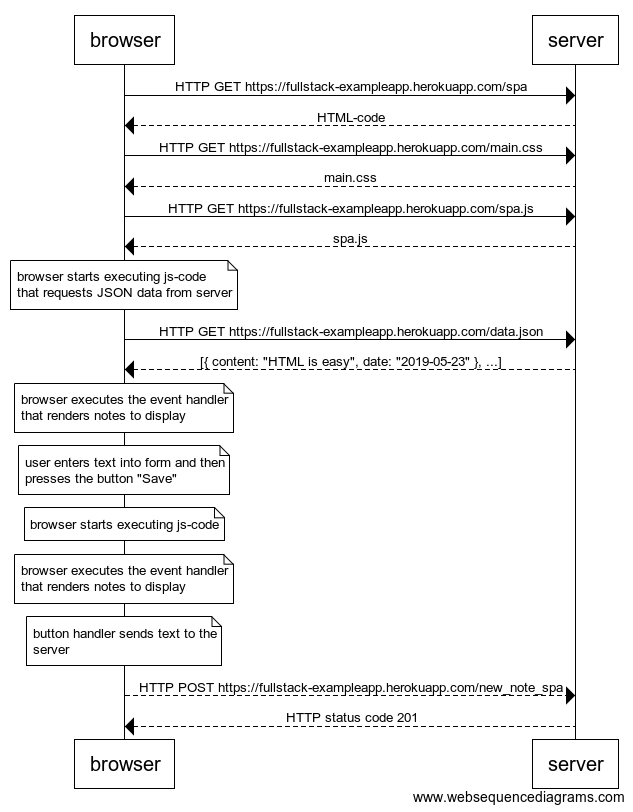 browser
server
HTTP GET https://fullstack-exampleapp.herokuapp.com/spa
HTML-code
HTTP GET https://fullstack-exampleapp.herokuapp.com/main.css
main.css
HTTP GET https://fullstack-exampleapp.herokuapp.com/spa.js
spa.js
browser starts executing js-code
that requests JSON data from server
HTTP GET https://fullstack-exampleapp.herokuapp.com/data.json
[{ content: "HTML is easy", date: "2019-05-23" }, ...]
browser executes the event handler
that renders notes to display
user enters text into form and then
presses the button "Save"
browser starts executing js-code
browser executes the event handler
that renders notes to display
button handler sends text to the
server
HTTP POST https://fullstack-exampleapp.herokuapp.com/new_note_spa
HTTP status code 201
browser
server
www.websequencediagrams.com